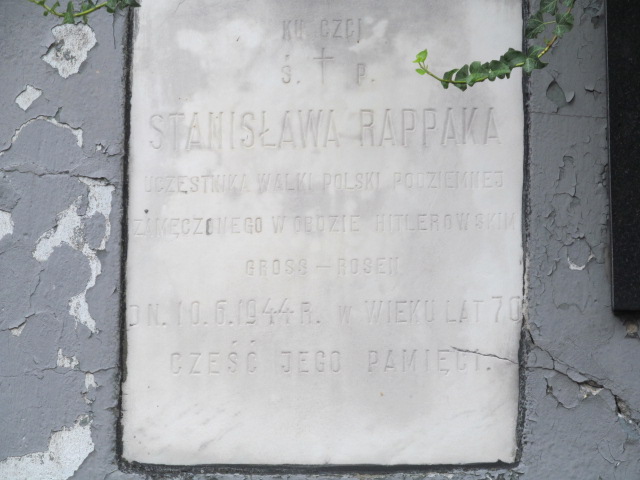 KU CZCI
Ś. † P.
STANISŁAWA RAPPAKA
UCZĘSTNIKA WALKI POLSKI PODZIEMNEJ
ZAMĘCZONEGO W OBOZIE HITLEROWSKIM
GROSS – ROSEN
DN. 10.6.1944 R. W WIEKU LAT 70
CZEŚĆ JEGO PAMIĘCI.